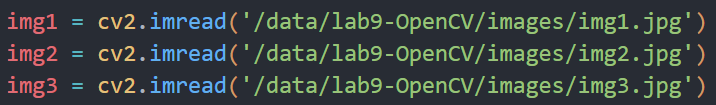 img1 = cv2.imread('/data/lab9-OpenCV/images/img1.jpg')
img2 = cv2.imread('/data/lab9-OpenCV/images/img2.jpg')
img3 = cv2.imread('/data/lab9-OpenCV/images/img3.jpg')